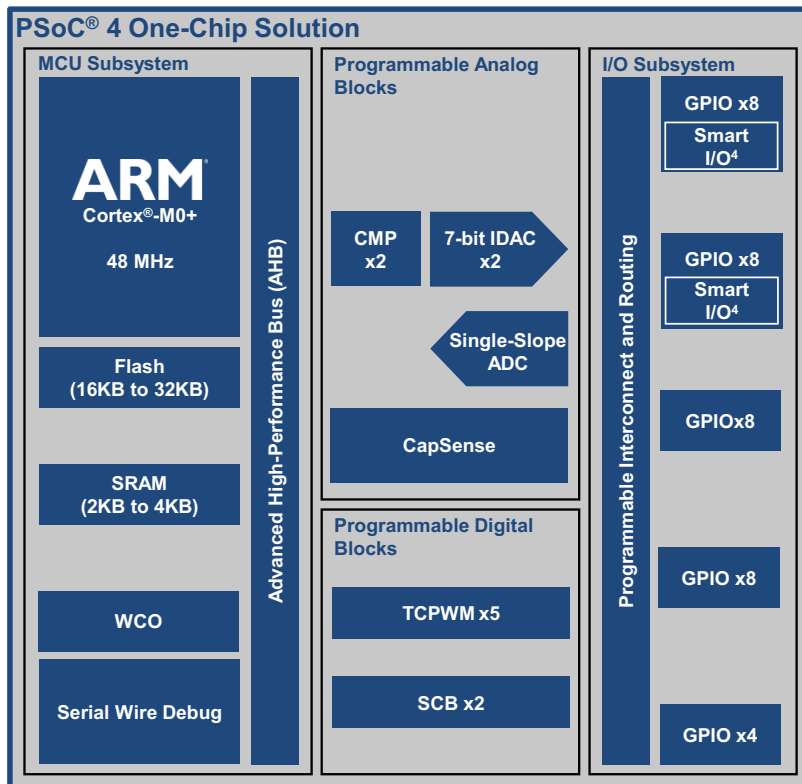 PSoC® 4 One-Chip Solution
MCU Subsystem
ARM®
Cortex®-M0+
48 MHz
Flash
(16KB to 32KB)
SRAM
(2KB to 4KB)
WCO
Serial Wire Debug
Advanced High-Performance Bus (AHB)
Programmable Analog
Blocks
CMP
x2
7-bit IDAC
x2
Single-Slope
ADC
CapSense
Programmable Digital
Blocks
TCPWM x5
SCB x2
I/O Subsystem
Programmable Interconnect and Routing
GPIO x8
Smart
I/O⁴
GPIO x8
Smart
I/O⁴
GPIOx8
GPIO x8
GPIO x4